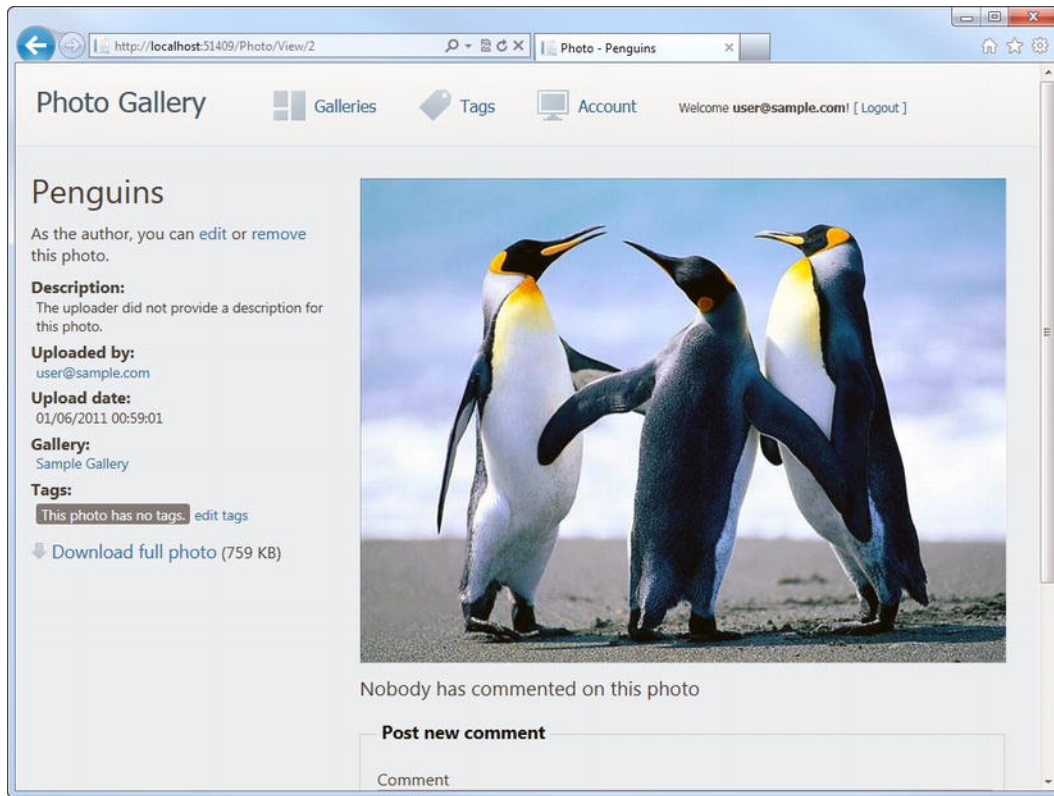 http://localhost:51409/Photo/View/2
Photo - Penguins
Photo Gallery
Galleries
Tags
Account
Welcome user@sample.com! [ Logout ]
Penguins
As the author, you can edit or remove
this photo.
Description:
The uploader did not provide a description for
this photo.
Uploaded by:
user@sample.com
Upload date:
01/06/2011 00:59:01
Gallery:
Sample Gallery
Tags:
This photo has no tags. edit tags
Download full photo (759 KB)
Nobody has commented on this photo
Post new comment
Comment